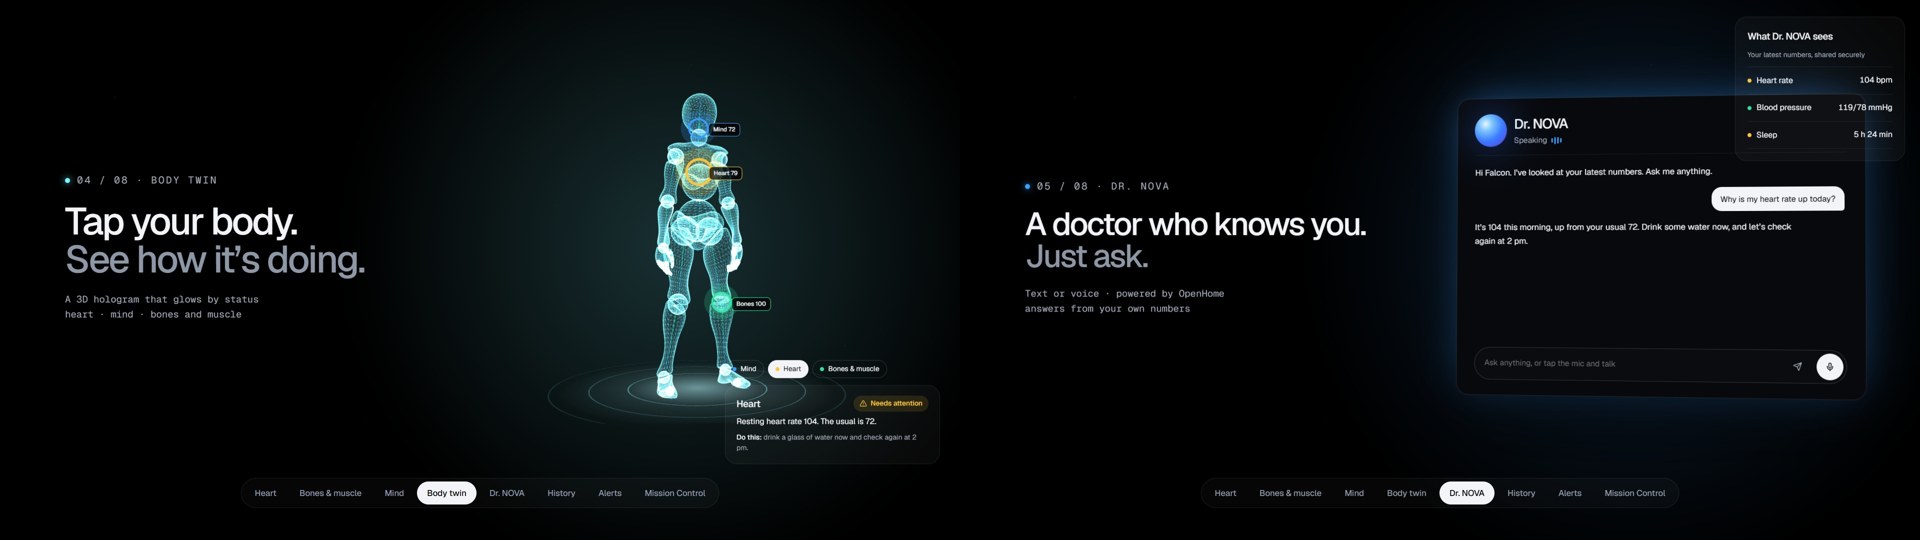 04 / 08 · BODY TWIN
Tap your body.
See how it’s doing.
A 3D hologram that glows by status
heart · mind · bones and muscle
Mind 72
Heart 79
Bones 100
Mind
Heart
Bones & muscle
Heart
Needs attention
Resting heart rate 104. The usual is 72.
Do this: drink a glass of water now and check again at 2
pm.
Heart
Bones & muscle
Mind
Body twin
Dr. NOVA
History
Alerts
Mission Control
05 / 08 · DR. NOVA
A doctor who knows you.
Just ask.
Text or voice · powered by OpenHome
answers from your own numbers
What Dr. NOVA sees
Your latest numbers, shared securely
Heart rate 104 bpm
Blood pressure 119/78 mmHg
Sleep 5 h 24 min
Dr. NOVA
Speaking
Hi Falcon. I've looked at your latest numbers. Ask me anything.
Why is my heart rate up today?
It's 104 this morning, up from your usual 72. Drink some water now, and let's check
again at 2 pm.
Ask anything, or tap the mic and talk
Heart
Bones & muscle
Mind
Body twin
Dr. NOVA
History
Alerts
Mission Control